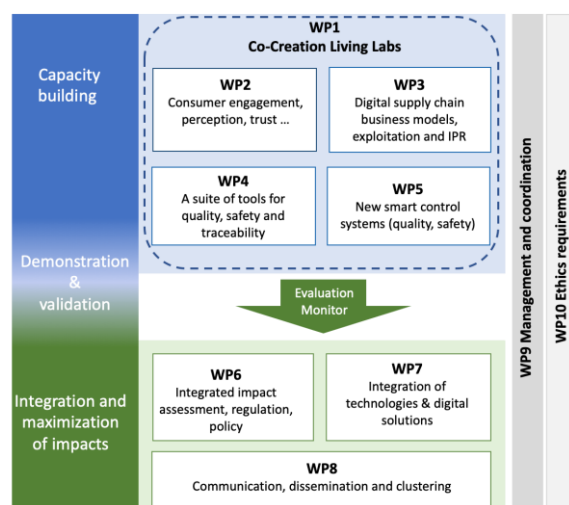 WP1
Co-Creation Living Labs
Capacity
building
WP2
Consumer engagement,
perception, trust ...
WP3
Digital supply chain
business models,
exploitation and IPR
WP4
A suite of tools for
quality, safety and
traceability
WP5
New smart control
systems (quality, safety)
Demonstration
&
validation
Evaluation
Monitor
Integration and
maximization
of impacts
WP6
Integrated impact
assessment, regulation,
policy
WP7
Integration of
technologies & digital
solutions
WP8
Communication, dissemination and clustering
WP9 Management and coordination
WP10 Ethics requirements